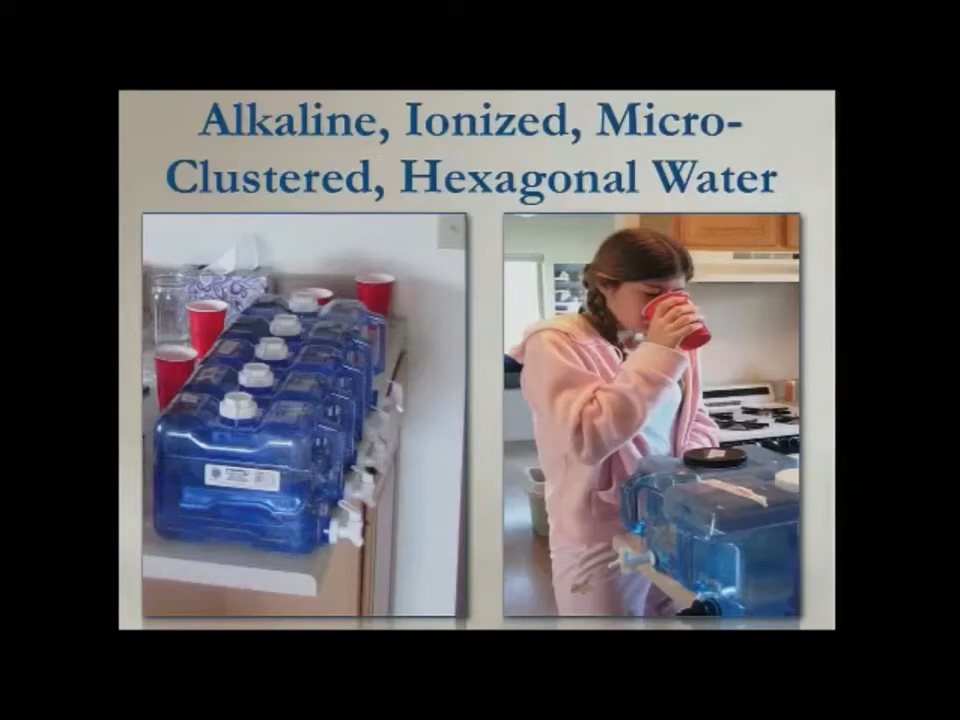 Alkaline, Ionized, Micro-
Clustered, Hexagonal Water